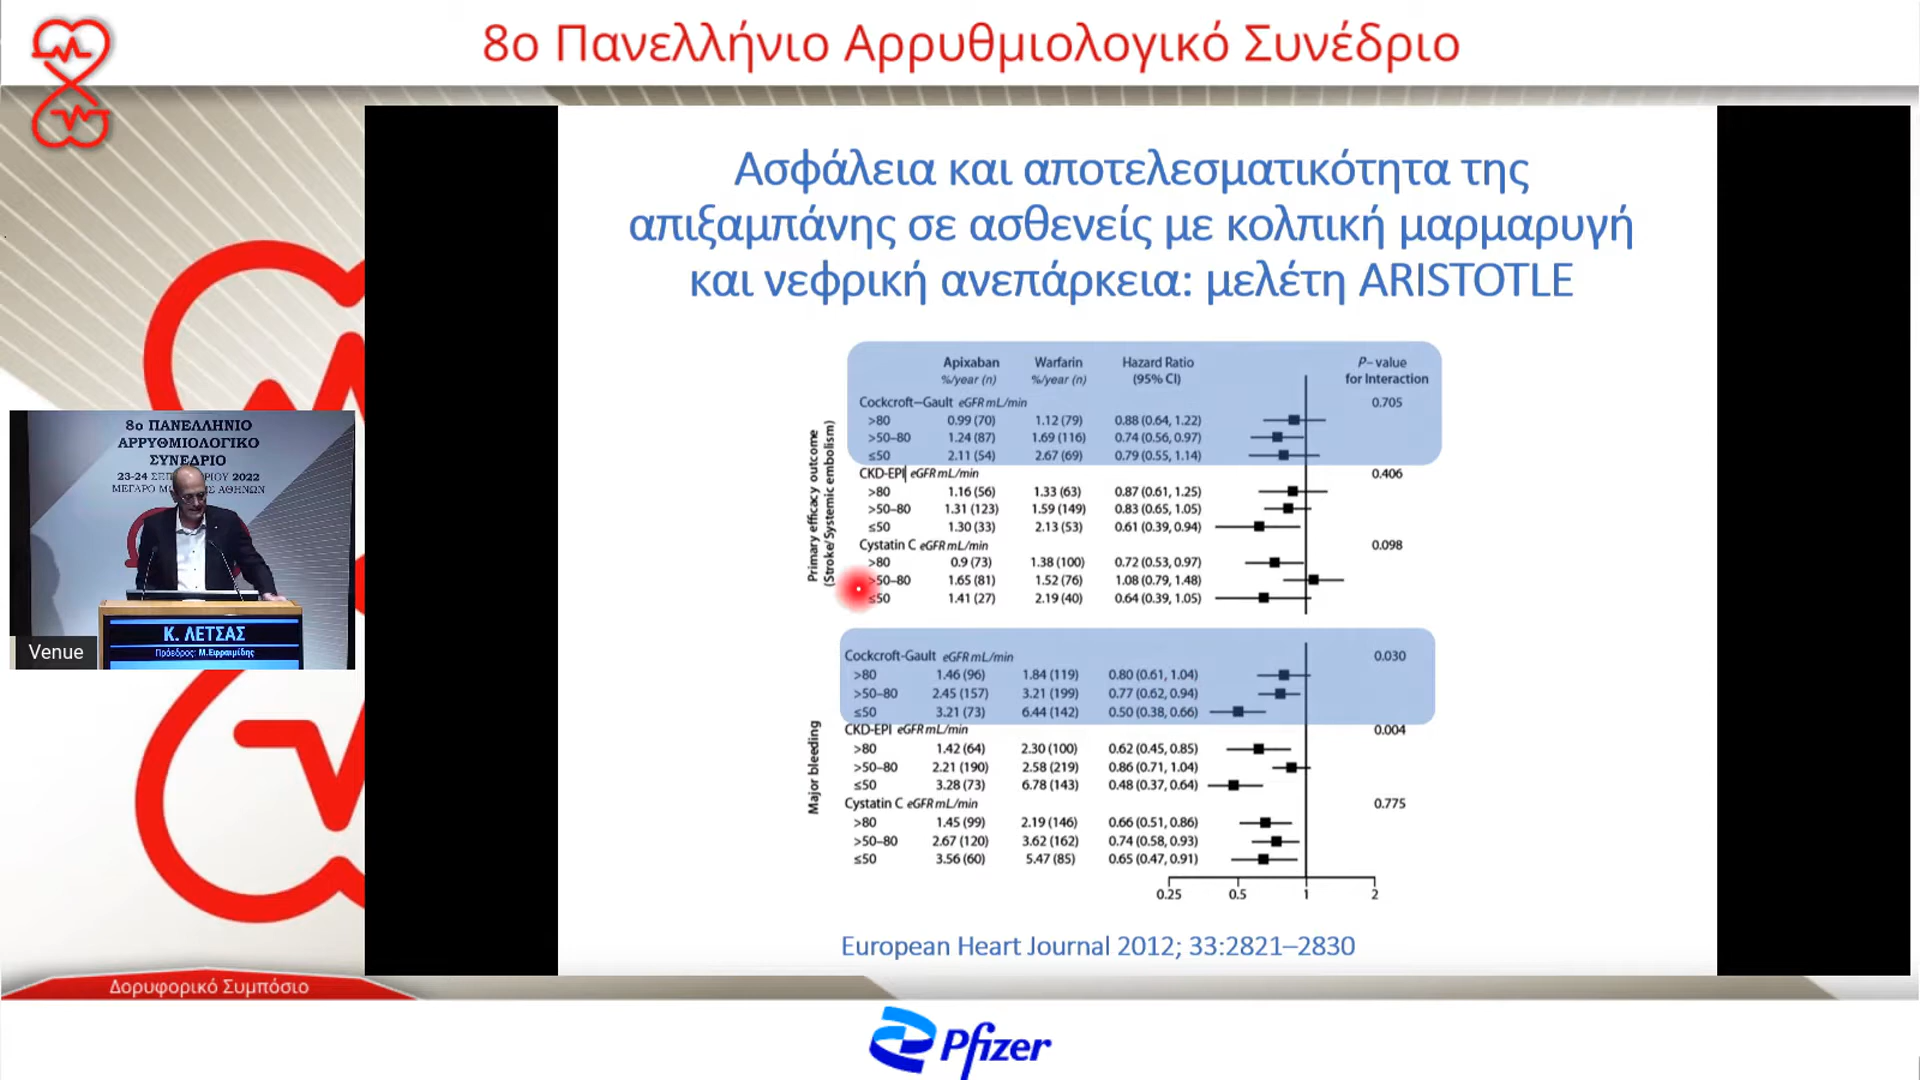 8ο Πανελλήνιο Αρρυθμιολογικό Συνέδριο
Ασφάλεια και αποτελεσματικότητα της
απιξαμπάνης σε ασθενείς με κολπική μαρμαρυγή
και νεφρική ανεπάρκεια: μελέτη ARISTOTLE
Apixaban Warfarin Hazard Ratio P– value
%/year (n) %/year (n) (95% CI) for Interaction
Primary efficacy outcome
(Stroke/Systemic embolism)
Cockcroft–Gault eGFR mL/min 0.705
>80 0.99 (70) 1.12 (79) 0.88 (0.64, 1.22)
>50–80 1.24 (87) 1.69 (116) 0.74 (0.56, 0.97)
≤50 2.11 (54) 2.67 (69) 0.79 (0.55, 1.14)
CKD-EPI eGFR mL/min 0.406
>80 1.16 (56) 1.33 (63) 0.87 (0.61, 1.25)
>50–80 1.31 (123) 1.59 (149) 0.83 (0.65, 1.05)
≤50 1.30 (33) 2.13 (53) 0.61 (0.39, 0.94)
Cystatin C eGFR mL/min 0.098
>80 0.9 (73) 1.38 (100) 0.72 (0.53, 0.97)
>50–80 1.65 (81) 1.52 (76) 1.08 (0.79, 1.48)
≤50 1.41 (27) 2.19 (40) 0.64 (0.39, 1.05)
Major bleeding
Cockcroft-Gault eGFR mL/min 0.030
>80 1.46 (96) 1.84 (119) 0.80 (0.61, 1.04)
>50–80 2.45 (157) 3.21 (199) 0.77 (0.62, 0.94)
≤50 3.21 (73) 6.44 (142) 0.50 (0.38, 0.66)
CKD-EPI eGFR mL/min 0.004
>80 1.42 (64) 2.30 (100) 0.62 (0.45, 0.85)
>50–80 2.21 (190) 2.58 (219) 0.86 (0.71, 1.04)
≤50 3.28 (73) 6.78 (143) 0.48 (0.37, 0.64)
Cystatin C eGFR mL/min 0.775
>80 1.45 (99) 2.19 (146) 0.66 (0.51, 0.86)
>50–80 2.67 (120) 3.62 (162) 0.74 (0.58, 0.93)
≤50 3.56 (60) 5.47 (85) 0.65 (0.47, 0.91)
0.25 0.5 1 2
European Heart Journal 2012; 33:2821–2830
8ο ΠΑΝΕΛΛΗΝΙΟ
ΑΡΡΥΘΜΙΟΛΟΓΙΚΟ
ΣΥΝΕΔΡΙΟ
23-24 2022
ΑΘΗΝΩΝ
Κ. ΛΕΤΣΑΣ
Πρόεδρος: Μ.Εφραιμίδης
Venue
Δορυφορικό Συμπόσιο
Pfizer